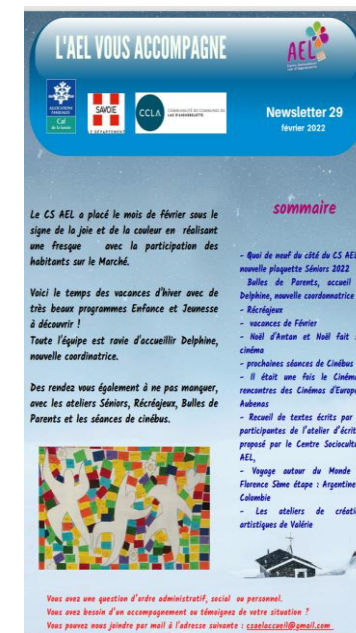 L'AEL VOUS ACCOMPAGNE
AEL
Caf
SAVOIE
LE DÉPARTEMENT
CCLA
Newsletter 29
février 2022
Le CS AEL a placé le mois de février sous le
signe de la joie et de la couleur en réalisant
une fresque avec la participation des
habitants sur le Marché.
Voici le temps des vacances d'hiver avec de
très beaux programmes Enfance et Jeunesse
à découvrir !
Toute l'équipe est ravie d'accueillir Delphine,
nouvelle coordinatrice.
Des rendez vous également à ne pas manquer,
avec les ateliers Séniors, Récréajeux, Bulles de
Parents et les séances de cinébus.
sommaire
- Quoi de neuf du côté du CS AEL
nouvelle plaquette Séniors 2022
Bulles de Parents, accueil
Delphine, nouvelle coordonnatrice
- Récréajeux
- vacances de Février
- Noël d'Antan et Noël fait
cinéma
- prochaines séances de Cinébus
- Il était une fois le Cinéma
rencontres des Cinémas d'Europe
Aubenas
- Recueil de textes écrits par
participantes de l'atelier d'écrit
proposé par le Centre Sociocultu
AEL,
- Voyage autour du Monde
Florence 5ème étape : Argentine
Colombie
- Les ateliers de créatio
artistiques de Valérie
Vous avez une question d'ordre administratif, social ou personnel.
Vous avez besoin d'un accompagnement ou témoignez de votre situation ?
Vous pouvez nous joindre par mail à l'adresse suivante : csaelaccueil@gmail.com